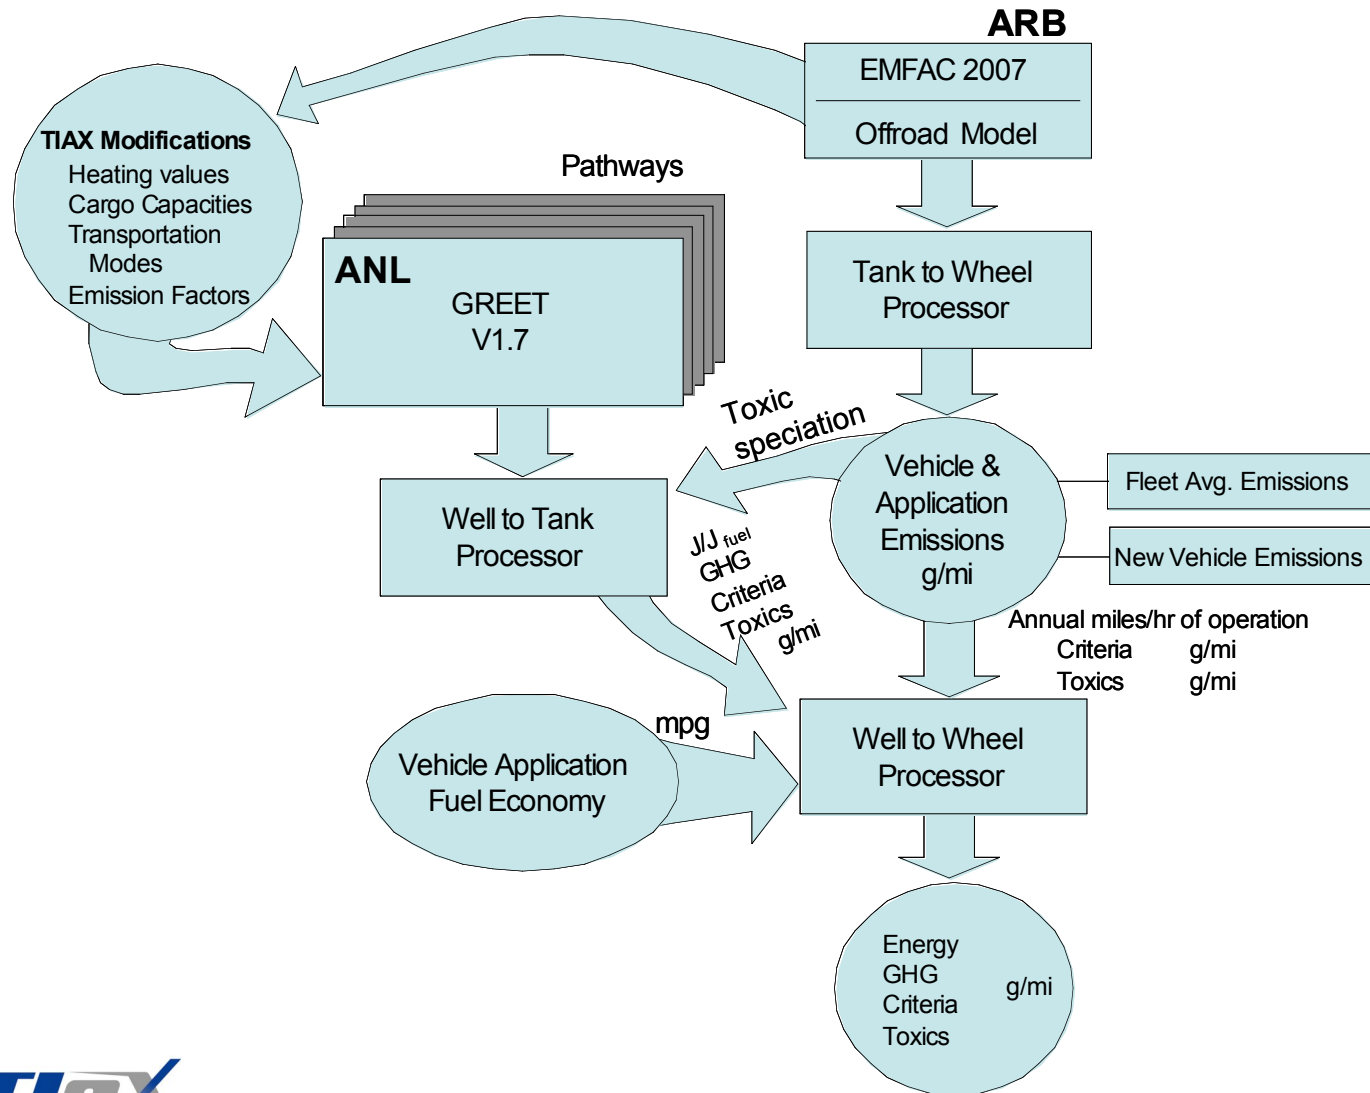 ARB
EMFAC 2007
Offroad Model
TIAX Modifications
Heating values
Cargo Capacities
Transportation
Modes
Emission Factors
Pathways
ANL
GREET
V1.7
Tank to Wheel
Processor
Toxic
speciation
Vehicle &
Application
Emissions
g/mi
Fleet Avg. Emissions
New Vehicle Emissions
Well to Tank
Processor
J/J fuel
GHG
Criteria
Toxics
g/mi
Annual miles/hr of operation
Criteria g/mi
Toxics g/mi
mpg
Vehicle Application
Fuel Economy
Well to Wheel
Processor
Energy
GHG
Criteria
Toxics
g/mi
TIAX